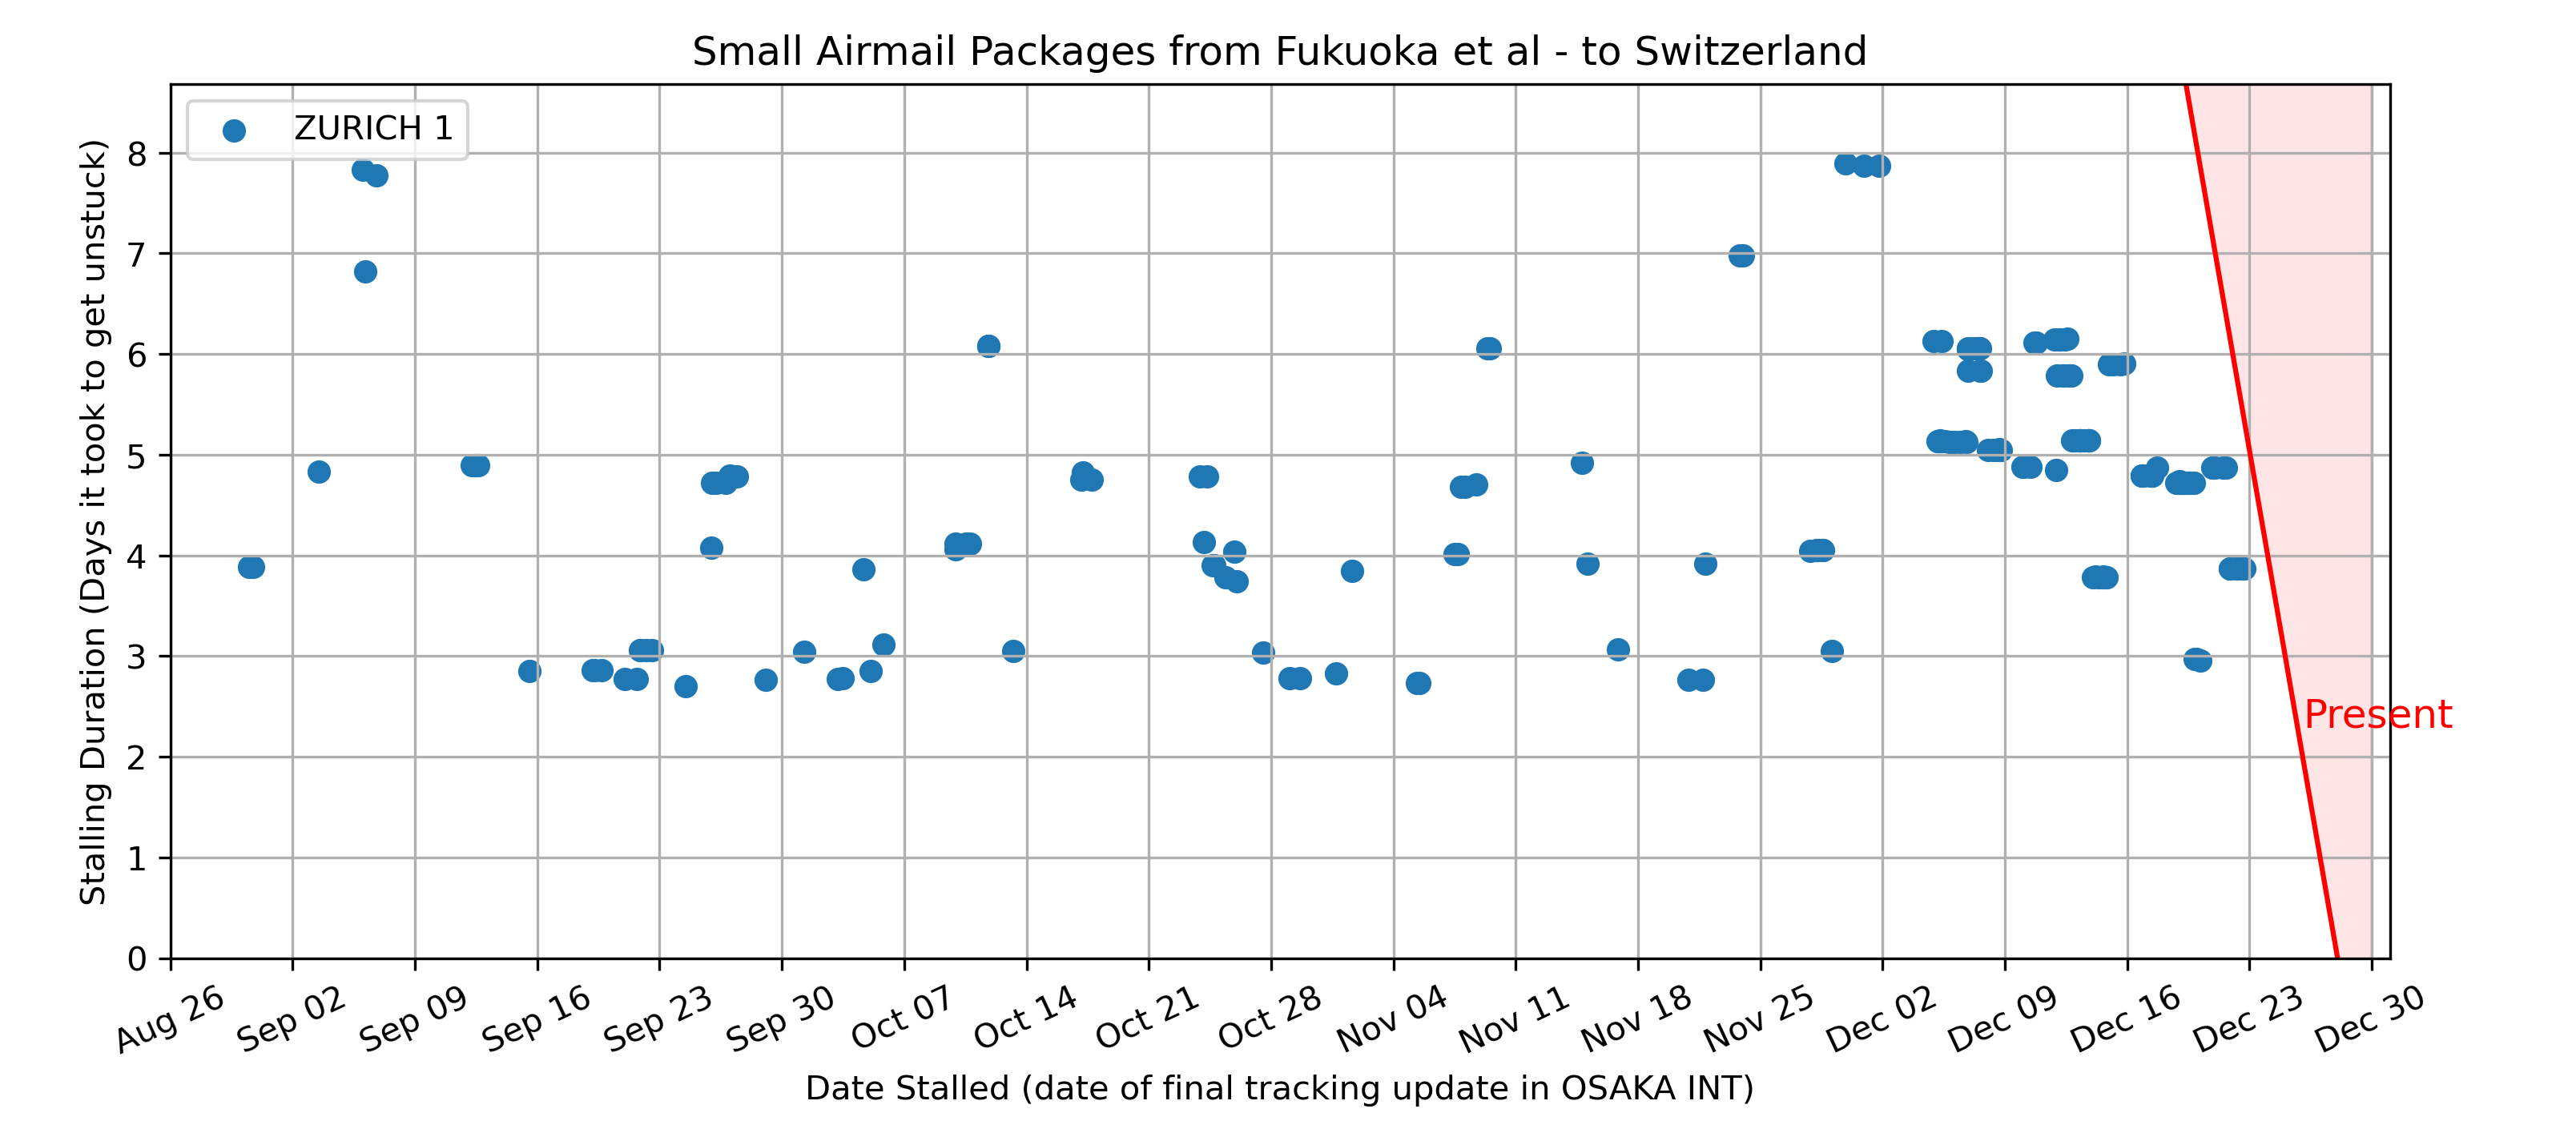 Small Airmail Packages from Fukuoka et al - to Switzerland
ZURICH 1
Stalling Duration (Days it took to get unstuck)
8
7
6
5
4
3
2
1
0
Present
Aug 26
Sep 02
Sep 09
Sep 16
Sep 23
Sep 30
Oct 07
Oct 14
Oct 21
Oct 28
Nov 04
Nov 11
Nov 18
Nov 25
Dec 02
Dec 09
Dec 16
Dec 23
Dec 30
Date Stalled (date of final tracking update in OSAKA INT)